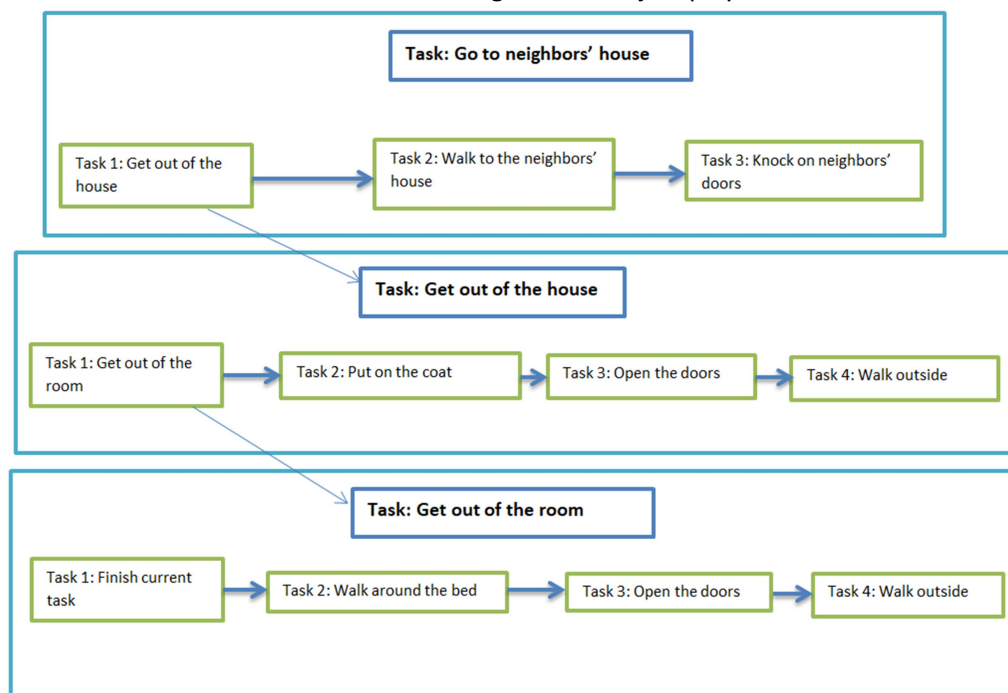 Task: Go to neighbors’ house
Task 1: Get out of the
house
Task 2: Walk to the neighbors’
house
Task 3: Knock on neighbors’
doors
Task: Get out of the house
Task 1: Get out of the
room
Task 2: Put on the coat
Task 3: Open the doors
Task 4: Walk outside
Task: Get out of the room
Task 1: Finish current
task
Task 2: Walk around the bed
Task 3: Open the doors
Task 4: Walk outside